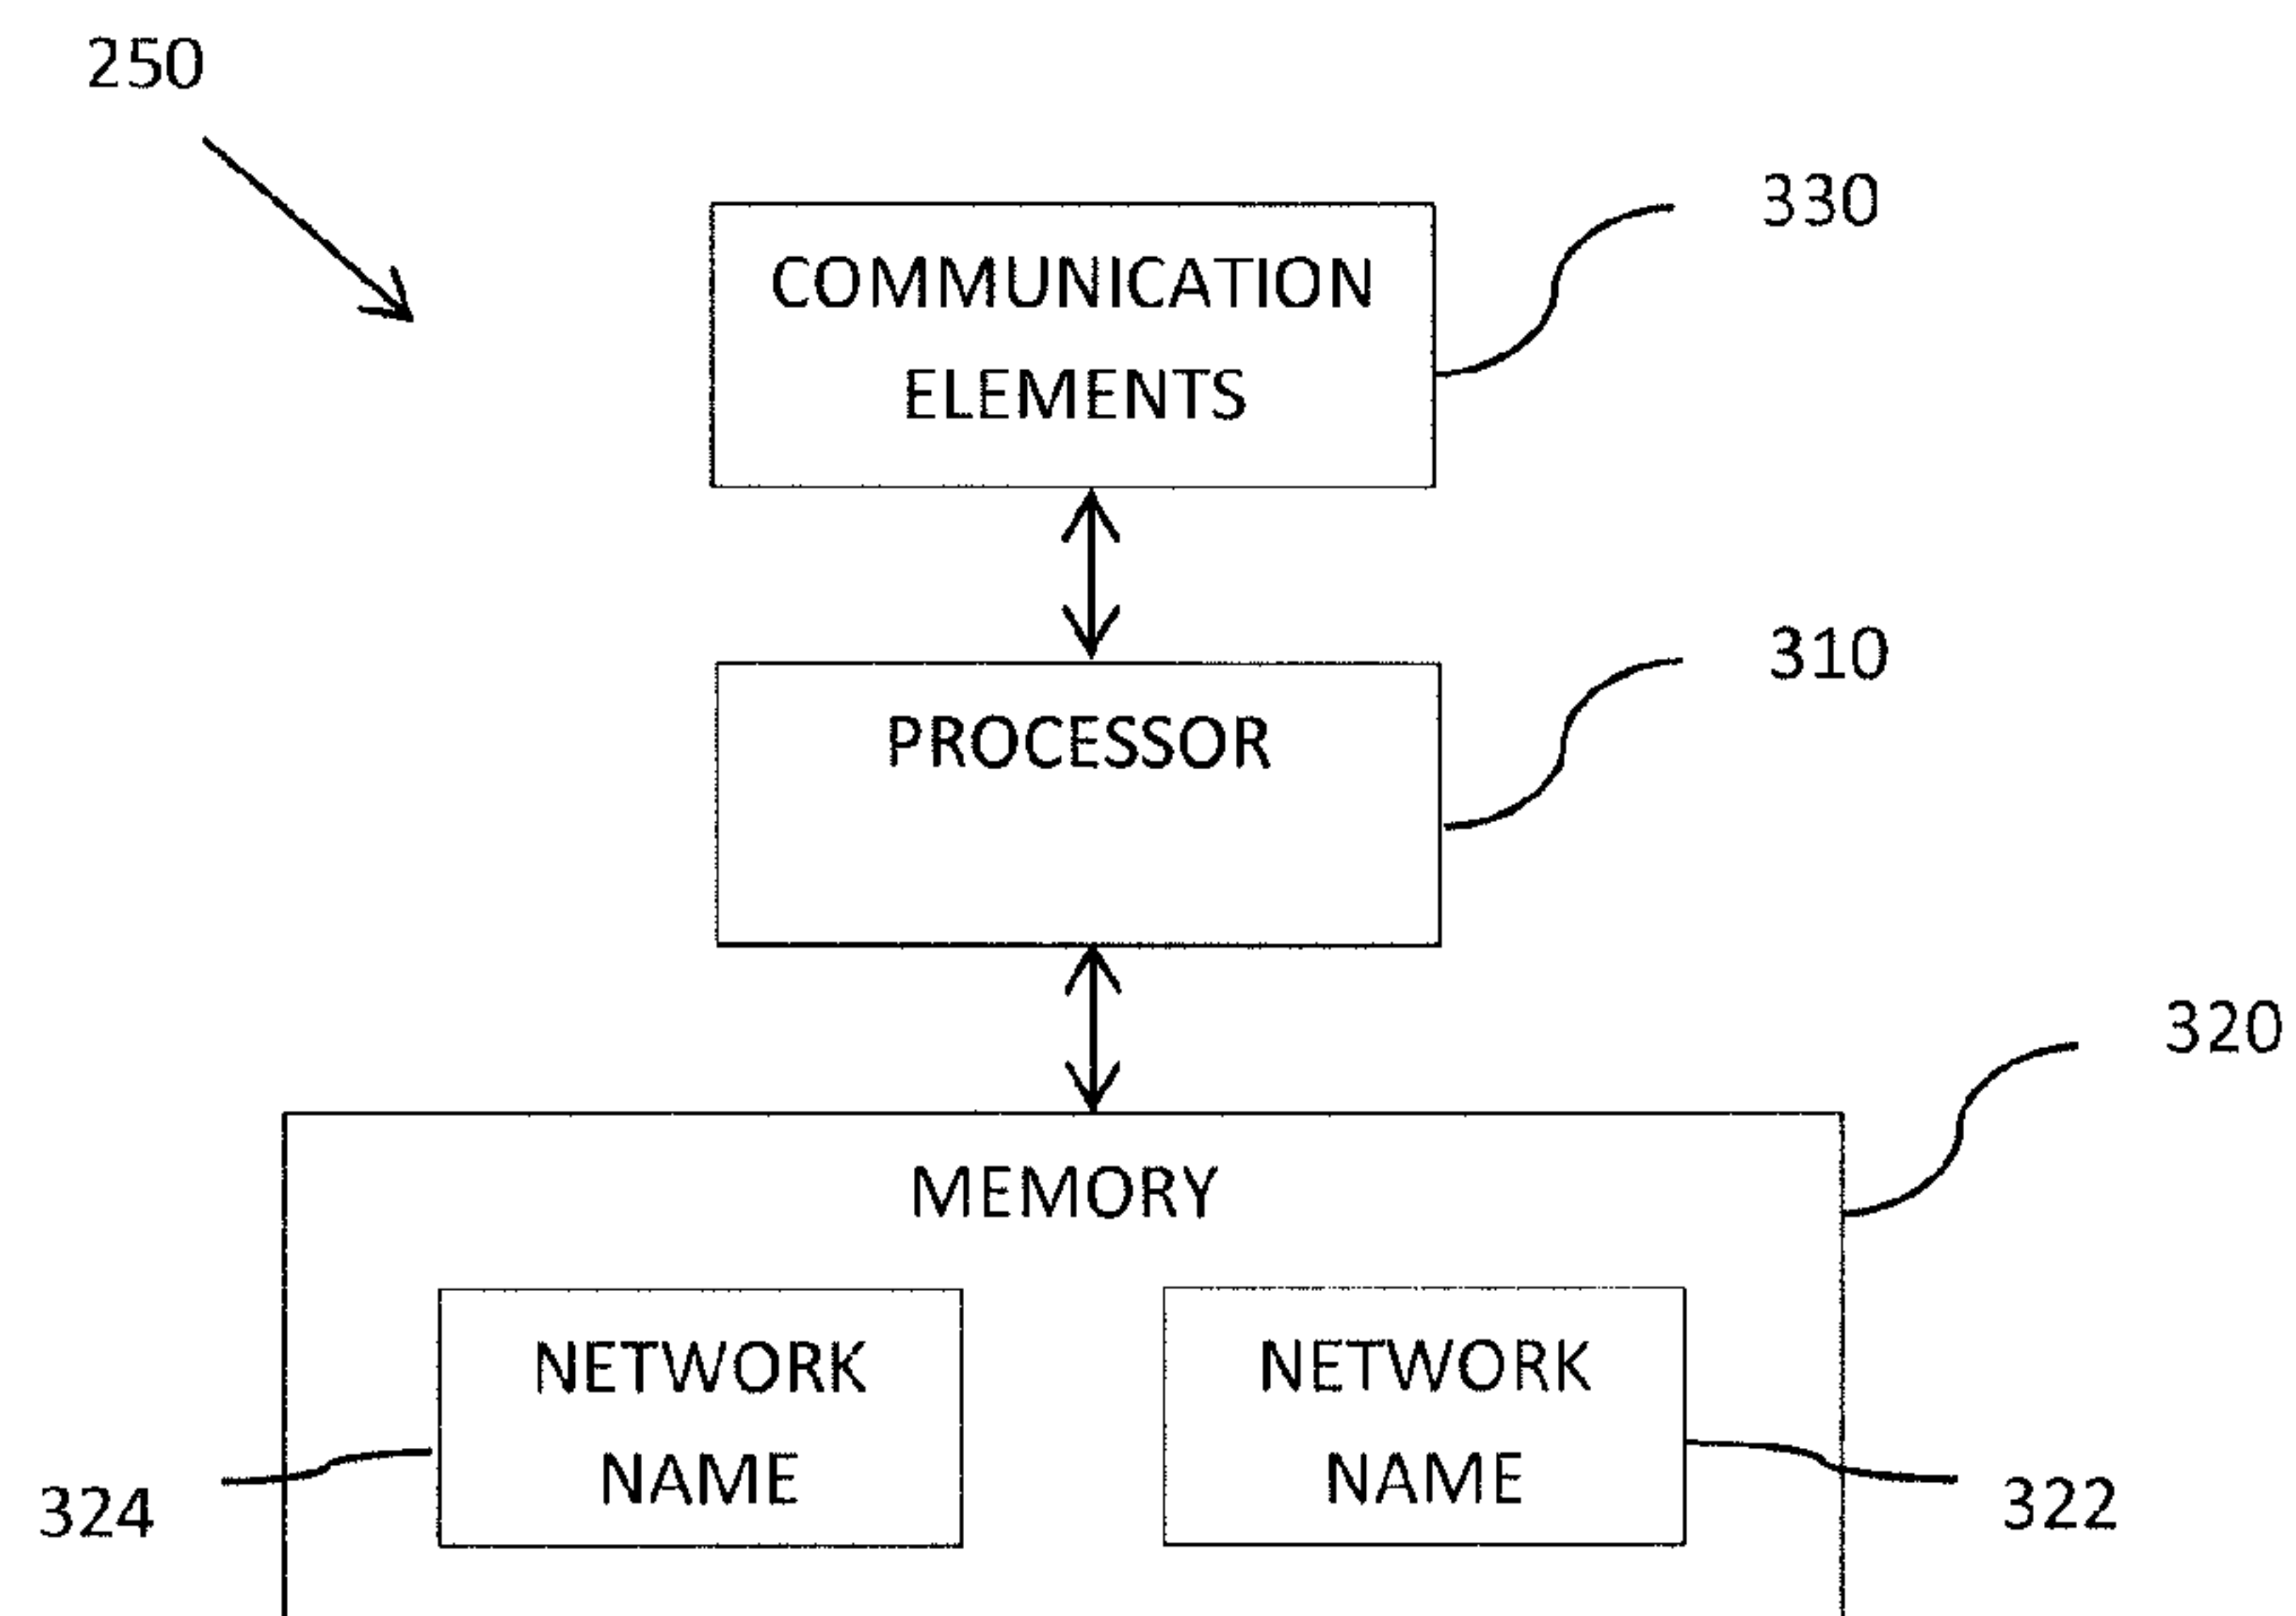 250
330
COMMUNICATION
ELEMENTS
310
PROCESSOR
320
MEMORY
NETWORK
NAME
NETWORK
NAME
324
322